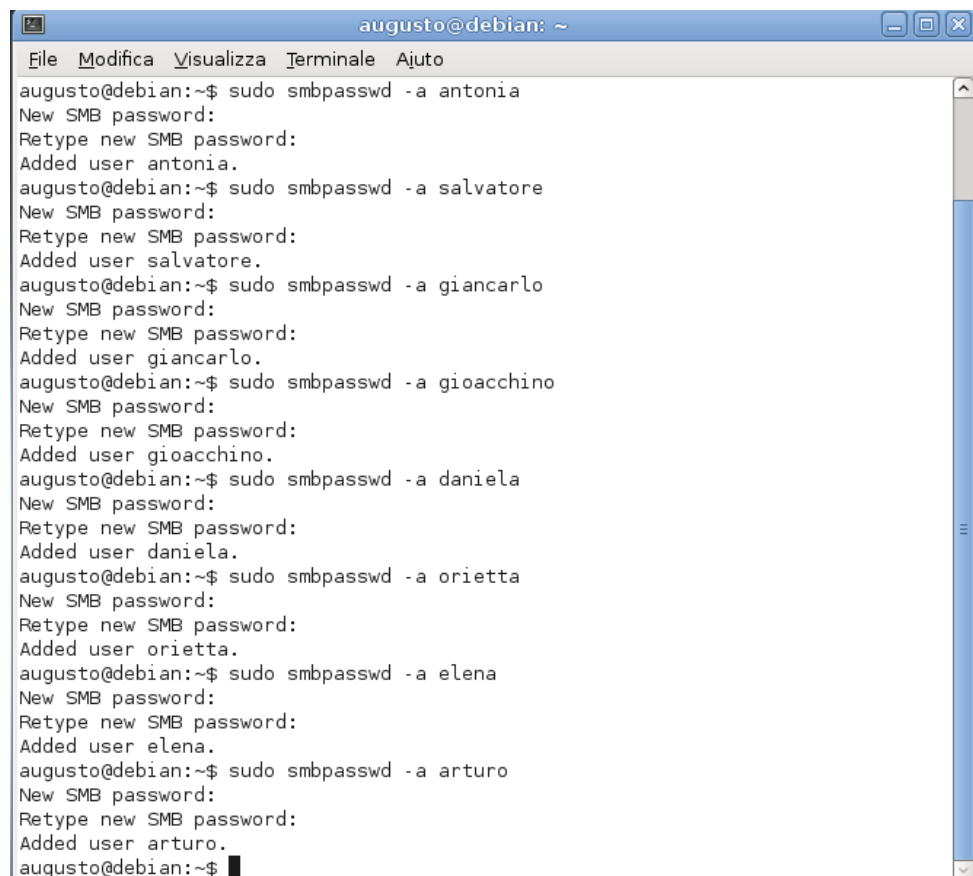 augusto@debian: ~
File Modifica Visualizza Terminale Aiuto
augusto@debian:~$ sudo smbpasswd -a antonia
New SMB password:
Retype new SMB password:
Added user antonia.
augusto@debian:~$ sudo smbpasswd -a salvatore
New SMB password:
Retype new SMB password:
Added user salvatore.
augusto@debian:~$ sudo smbpasswd -a giancarlo
New SMB password:
Retype new SMB password:
Added user giancarlo.
augusto@debian:~$ sudo smbpasswd -a gioacchino
New SMB password:
Retype new SMB password:
Added user gioacchino.
augusto@debian:~$ sudo smbpasswd -a daniela
New SMB password:
Retype new SMB password:
Added user daniela.
augusto@debian:~$ sudo smbpasswd -a orietta
New SMB password:
Retype new SMB password:
Added user orietta.
augusto@debian:~$ sudo smbpasswd -a elena
New SMB password:
Retype new SMB password:
Added user elena.
augusto@debian:~$ sudo smbpasswd -a arturo
New SMB password:
Retype new SMB password:
Added user arturo.
augusto@debian:~$